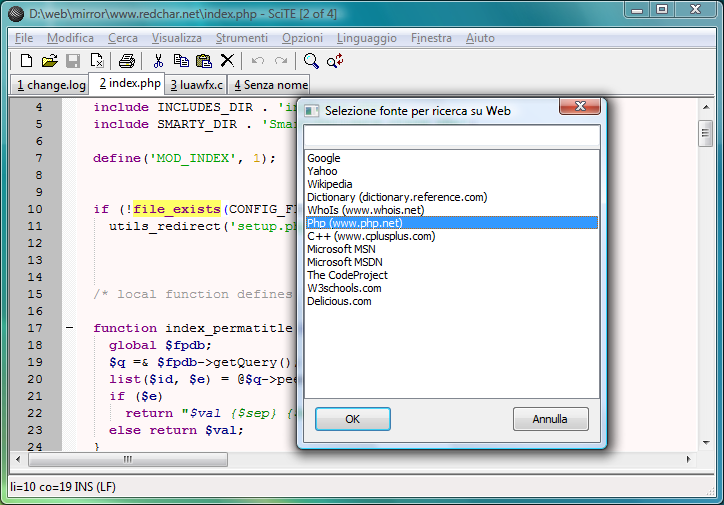 D:\web\mirror\www.redchar.net\index.php - SciTE [2 of 4]
File Modifica Cerca Visualizza Strumenti Opzioni Linguaggio Finestra Aiuto
1 change.log 2 index.php 3 luawfx.c 4 Senza nome
4 include INCLUDES_DIR . 'in
5 include SMARTY_DIR . 'Smar
6
7 define('MOD_INDEX', 1);
8
9
10 if (!file_exists(CONFIG_FI
11 utils_redirect('setup.ph
12
13
14
15 /* local function defines
16
17 function index_permatitle
18 global $fpdb;
19 $q =& $fpdb->getQuery()
20 list($id, $e) = @$q->pee
21 if ($e)
22 return "$val {$sep} {
23 else return $val;
24 }
li=10 co=19 INS (LF)
Selezione fonte per ricerca su Web
Google
Yahoo
Wikipedia
Dictionary (dictionary.reference.com)
WhoIs (www.whois.net)
Php (www.php.net)
C++ (www.cplusplus.com)
Microsoft MSN
Microsoft MSDN
The CodeProject
W3schools.com
Delicious.com
OK Annulla